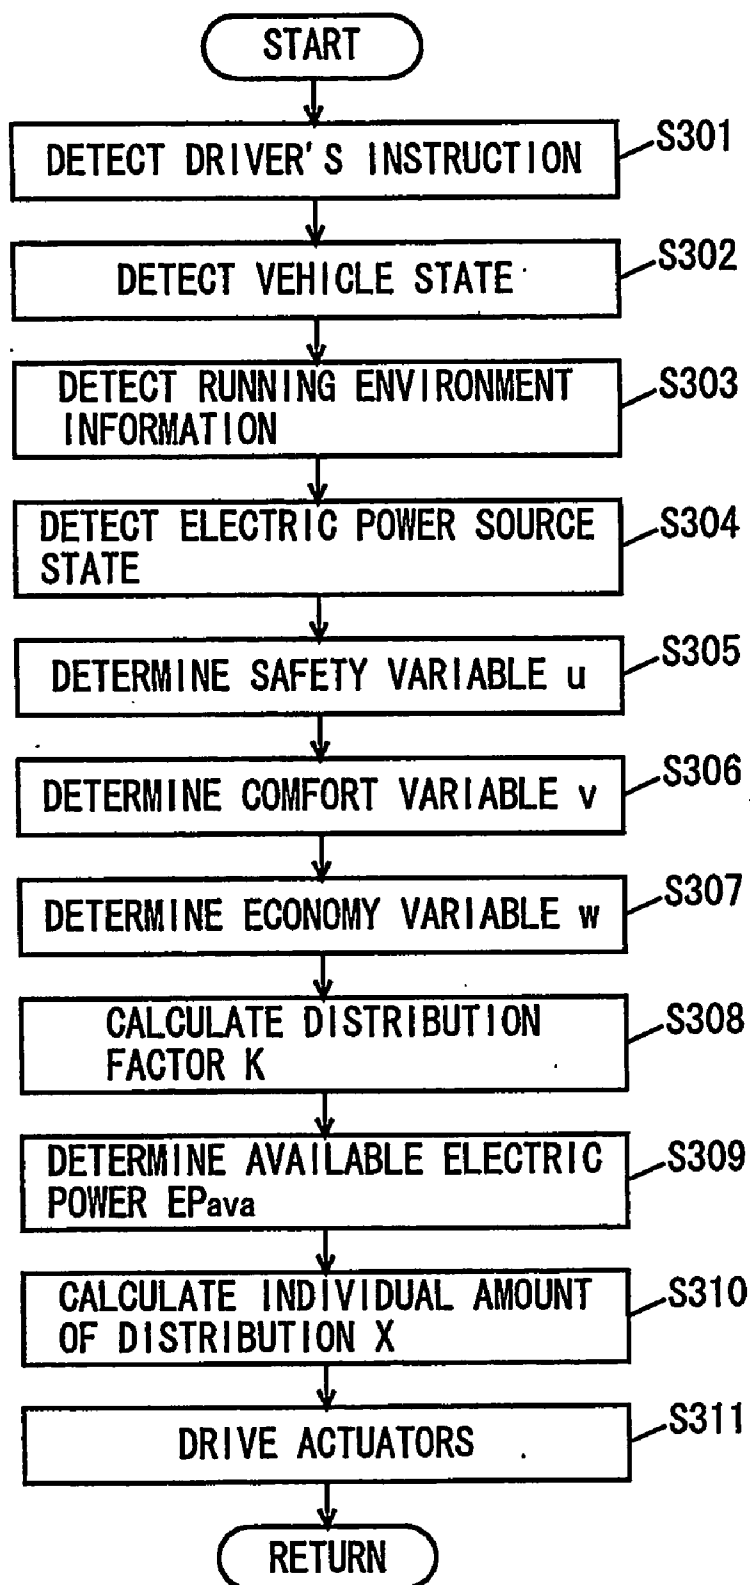 START
DETECT DRIVER'S INSTRUCTION
S301
DETECT VEHICLE STATE
S302
DETECT RUNNING ENVIRONMENT
INFORMATION
S303
DETECT ELECTRIC POWER SOURCE
STATE
S304
DETERMINE SAFETY VARIABLE u
S305
DETERMINE COMFORT VARIABLE v
S306
DETERMINE ECONOMY VARIABLE w
S307
CALCULATE DISTRIBUTION
FACTOR K
S308
DETERMINE AVAILABLE ELECTRIC
POWER EPava
S309
CALCULATE INDIVIDUAL AMOUNT
OF DISTRIBUTION X
S310
DRIVE ACTUATORS
S311
RETURN